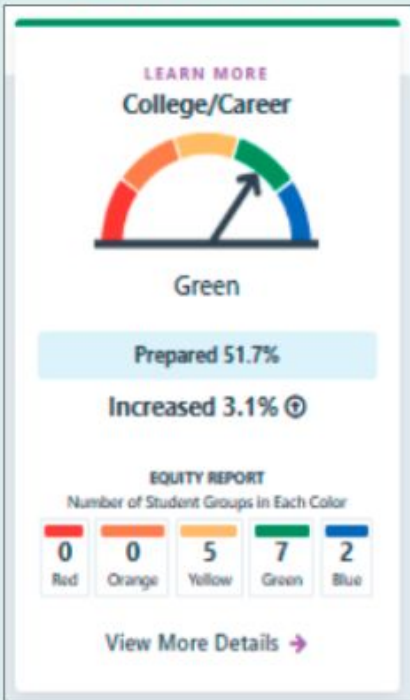 LEARN MORE
College/Career
Green
Prepared 51.7%
Increased 3.1%
EQUITY REPORT
Number of Student Groups in Each Color
0 0 5 7 2
Red Orange Yellow Green Blue
View More Details